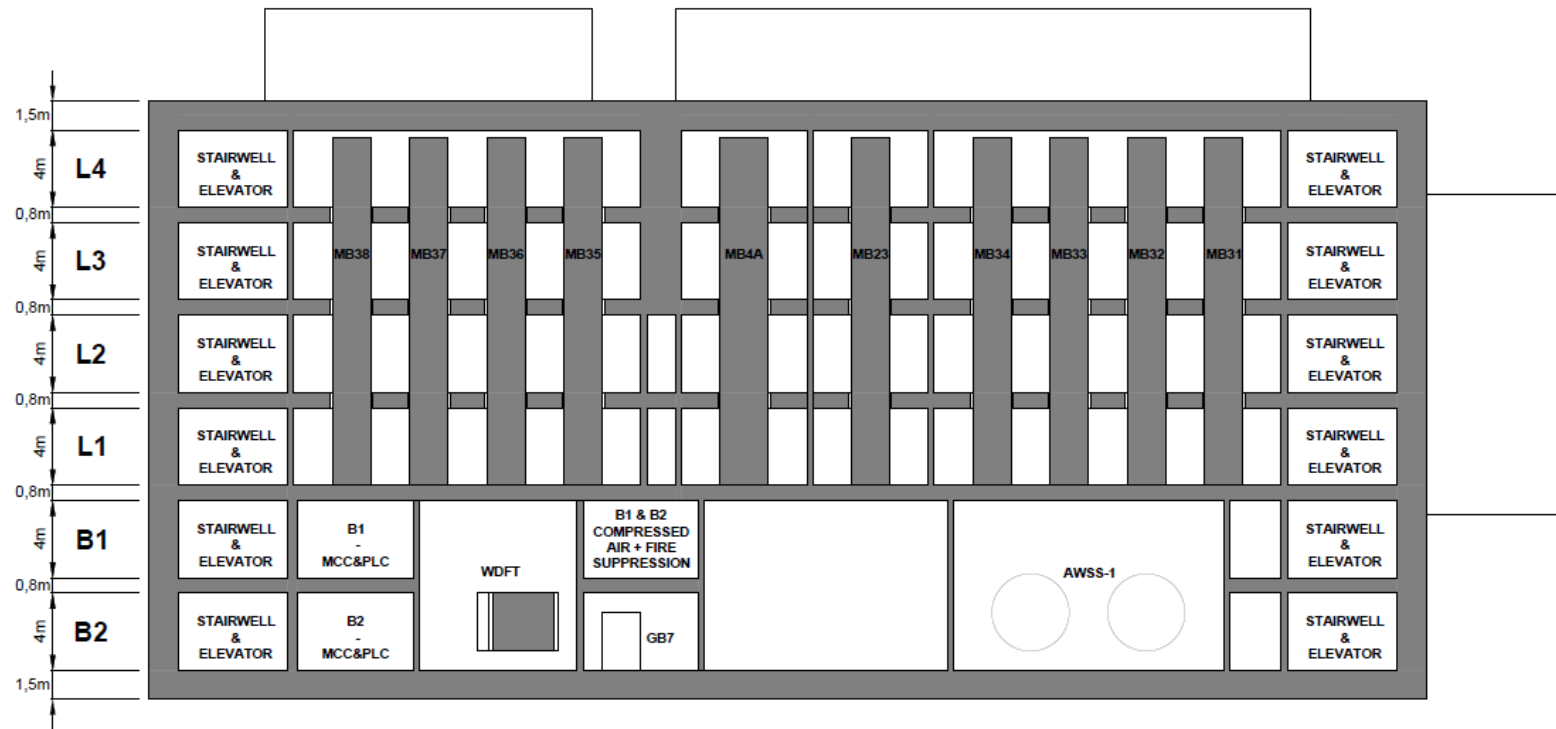 1,5m
4m
L4
STAIRWELL
&
ELEVATOR
STAIRWELL
&
ELEVATOR
0,8m
4m
L3
STAIRWELL
&
ELEVATOR
MB38
MB37
MB36
MB35
MB4A
MB23
MB34
MB33
MB32
MB31
STAIRWELL
&
ELEVATOR
0,8m
4m
L2
STAIRWELL
&
ELEVATOR
STAIRWELL
&
ELEVATOR
0,8m
4m
L1
STAIRWELL
&
ELEVATOR
STAIRWELL
&
ELEVATOR
0,8m
4m
B1
STAIRWELL
&
ELEVATOR
B1
-
MCC&PLC
WDFT
B1 & B2
COMPRESSED
AIR + FIRE
SUPPRESSION
AWSS-1
STAIRWELL
&
ELEVATOR
0,8m
4m
B2
STAIRWELL
&
ELEVATOR
B2
-
MCC&PLC
GB7
STAIRWELL
&
ELEVATOR
1,5m